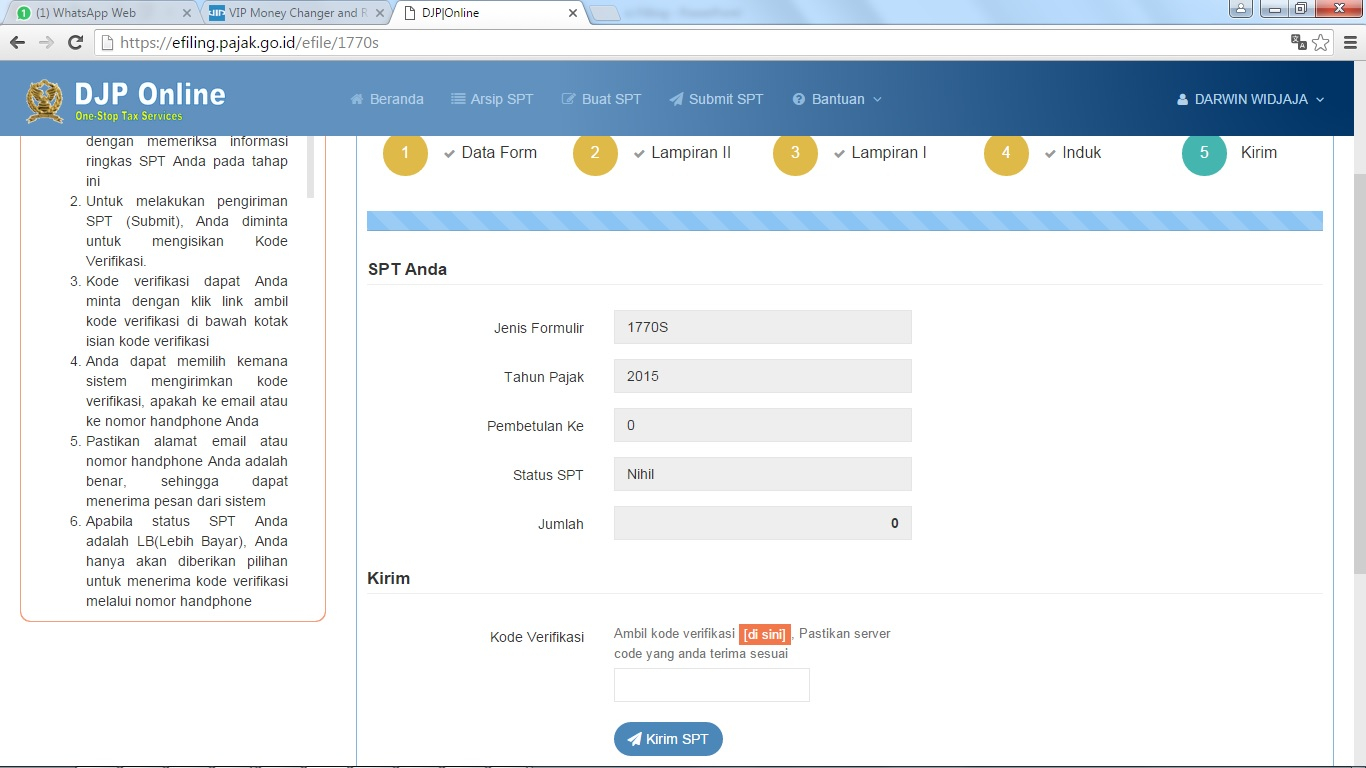 (1) WhatsApp Web
VIP Money Changer and R
DJP|Online
https://efiling.pajak.go.id/efile/1770s
DJP Online
One-Stop Tax Services
Beranda
Arsip SPT
Buat SPT
Submit SPT
Bantuan
DARWIN WIDJAJA
dengan memeriksa informasi
ringkas SPT Anda pada tahap
ini
2. Untuk melakukan pengiriman
SPT (Submit), Anda diminta
untuk mengisikan Kode
Verifikasi.
3. Kode verifikasi dapat Anda
minta dengan klik link ambil
kode verifikasi di bawah kotak
isian kode verifikasi
4. Anda dapat memilih kemana
sistem mengirimkan kode
verifikasi, apakah ke email atau
ke nomor handphone Anda
5. Pastikan alamat email atau
nomor handphone Anda adalah
benar, sehingga dapat
menerima pesan dari sistem
6. Apabila status SPT Anda
adalah LB(Lebih Bayar), Anda
hanya akan diberikan pilihan
untuk menerima kode verifikasi
melalui nomor handphone
1 Data Form
2 Lampiran II
3 Lampiran I
4 Induk
5 Kirim
SPT Anda
Jenis Formulir 1770S
Tahun Pajak 2015
Pembetulan Ke 0
Status SPT Nihil
Jumlah 0
Kirim
Kode Verifikasi
Ambil kode verifikasi [di sini] , Pastikan server
code yang anda terima sesuai
Kirim SPT